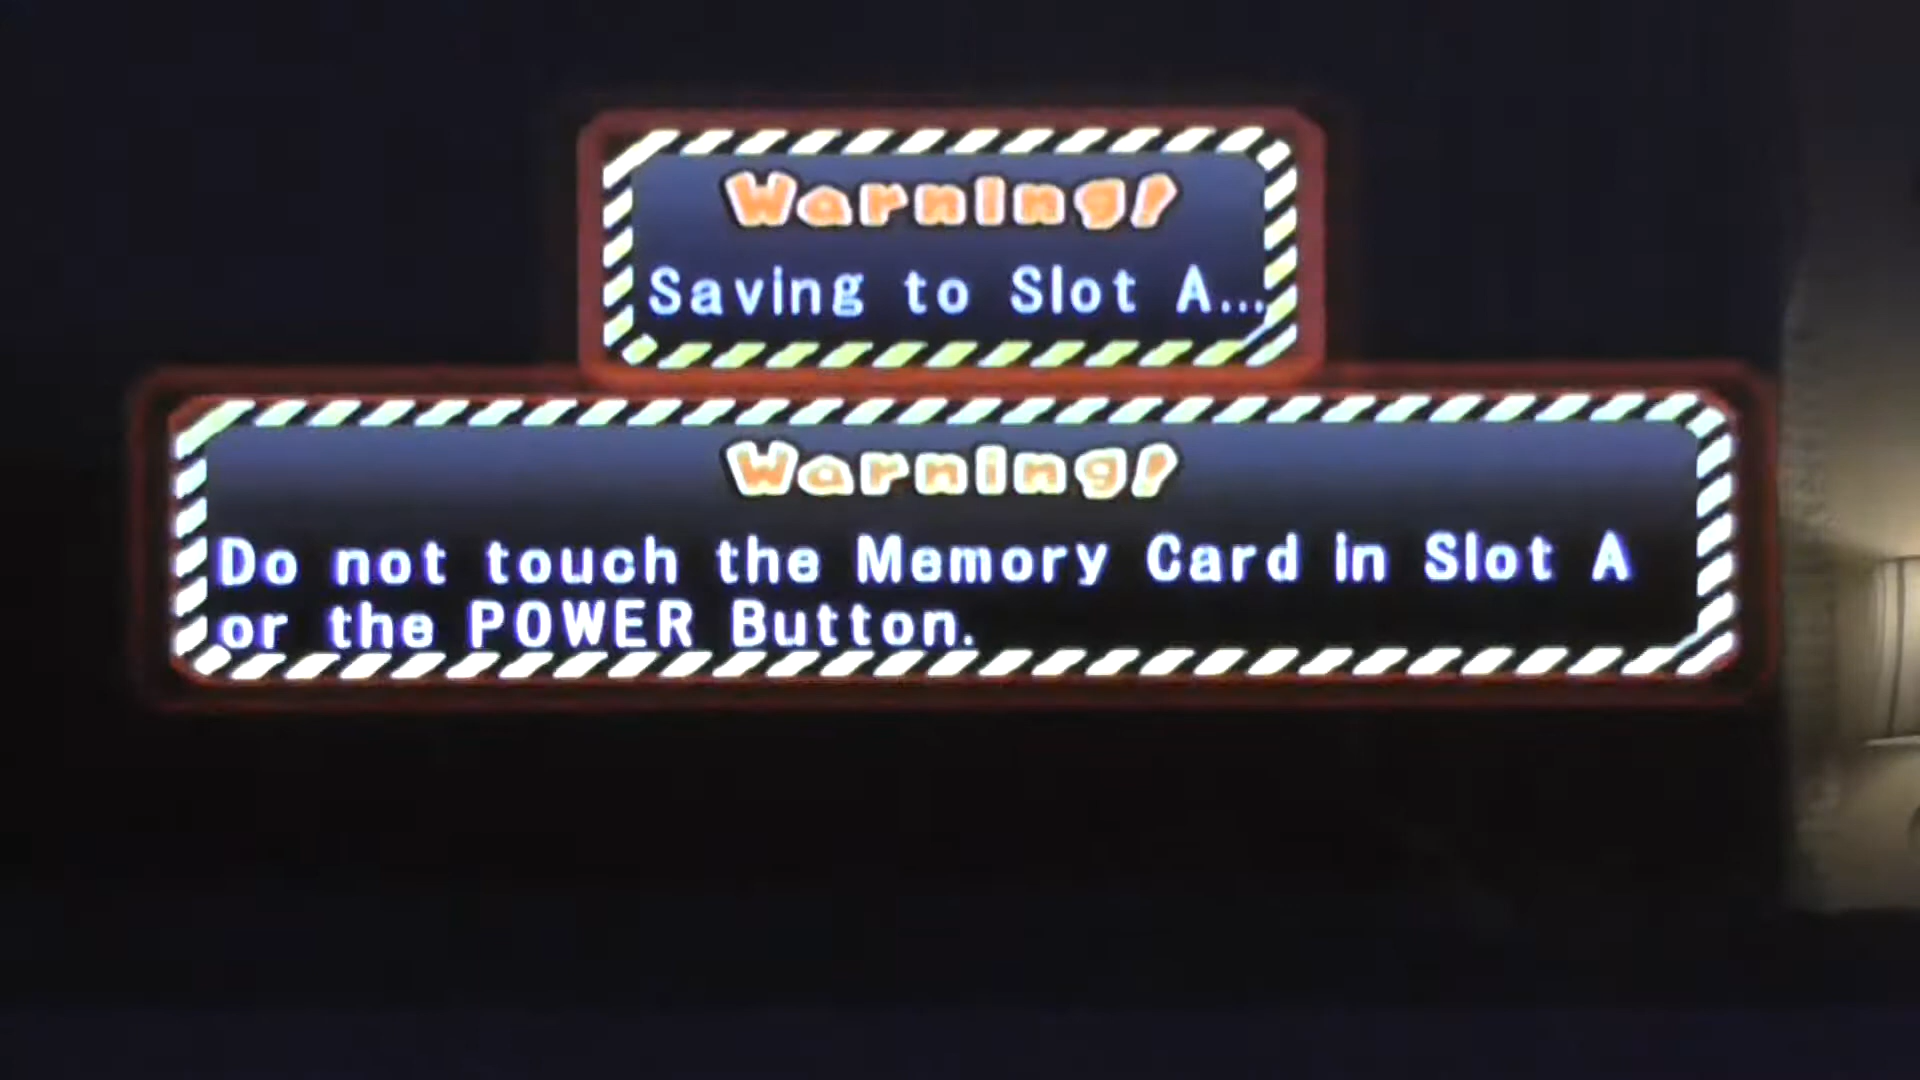 Warning!
Saving to Slot A...
Warning!
Do not touch the Memory Card in Slot A
or the POWER Button.